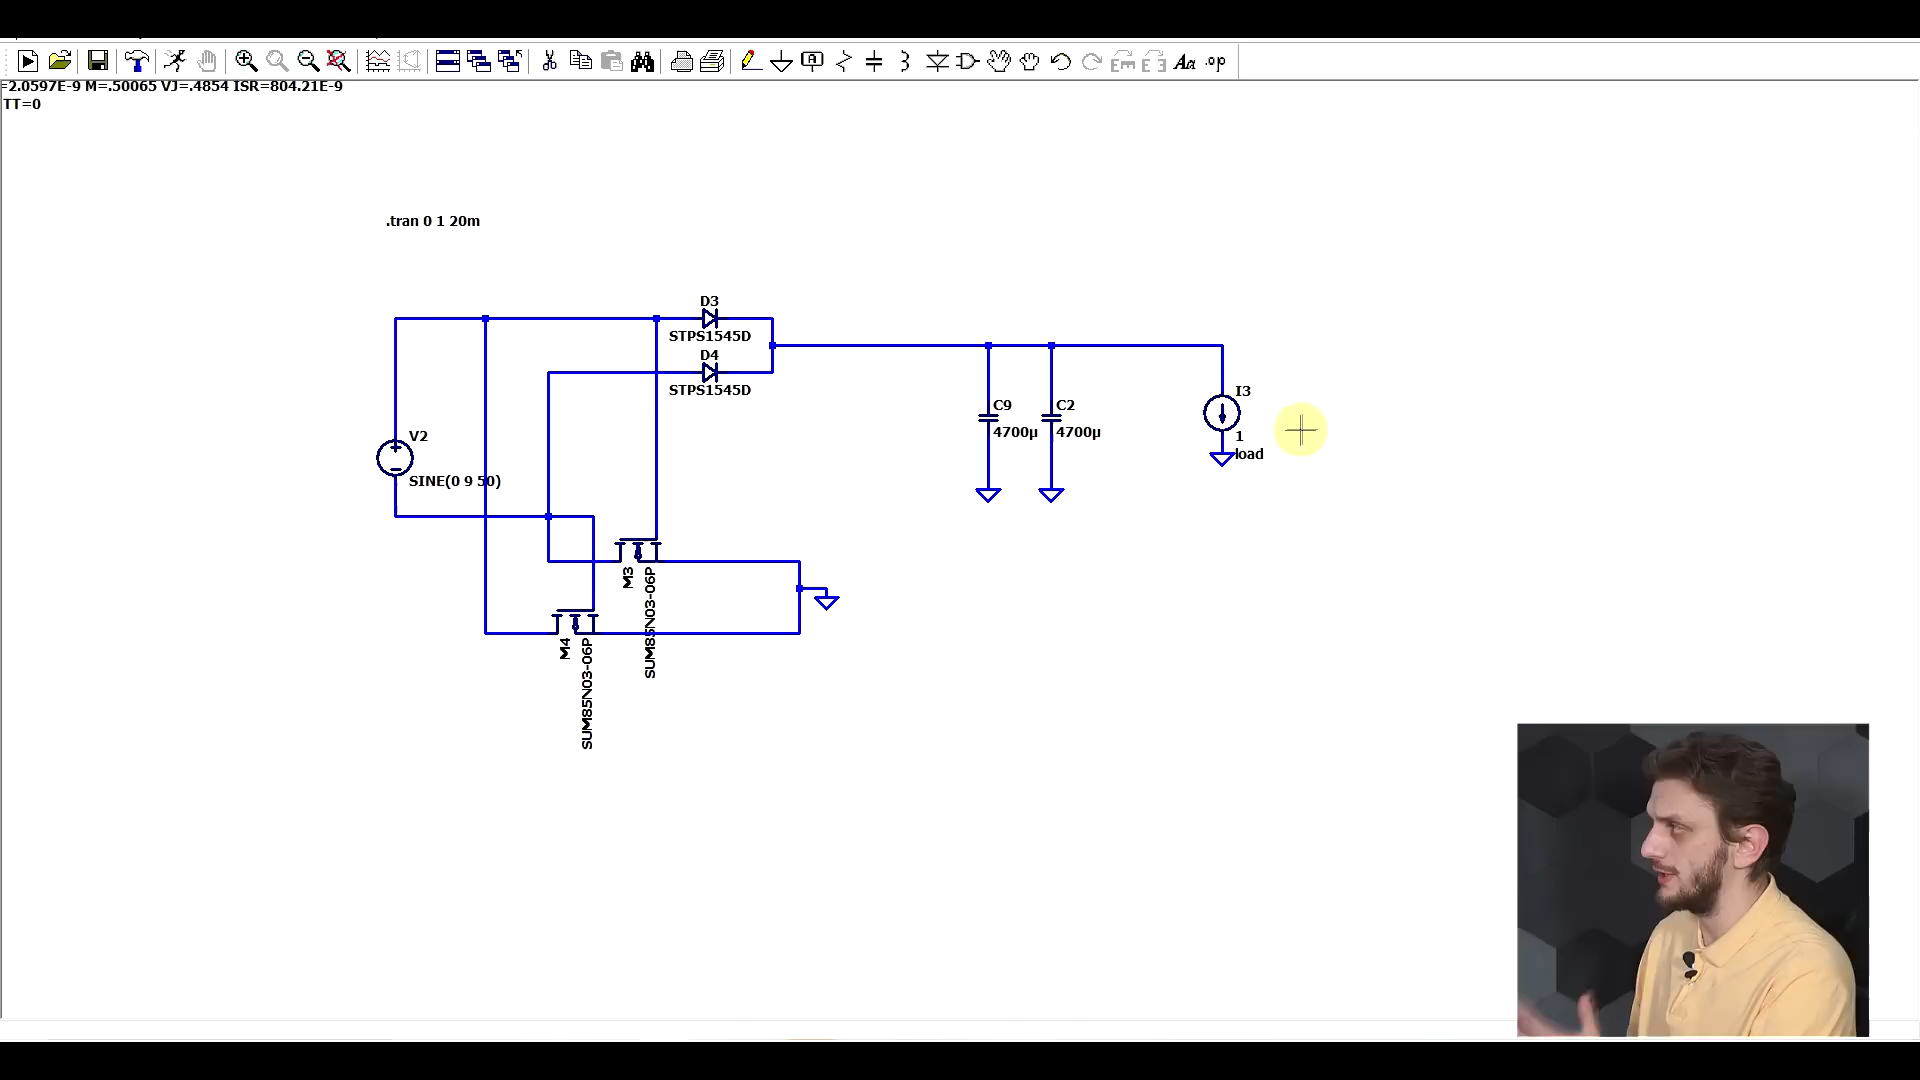 =2.0597E-9 M=.50065 VJ=.4854 ISR=804.21E-9
TT=0
.tran 0 1 20m
D3
STPS1545D
D4
STPS1545D
V2
SINE(0 9 50)
C9
4700µ
C2
4700µ
I3
1
load
M3
SUM85N03-06P
M4
SUM85N03-06P